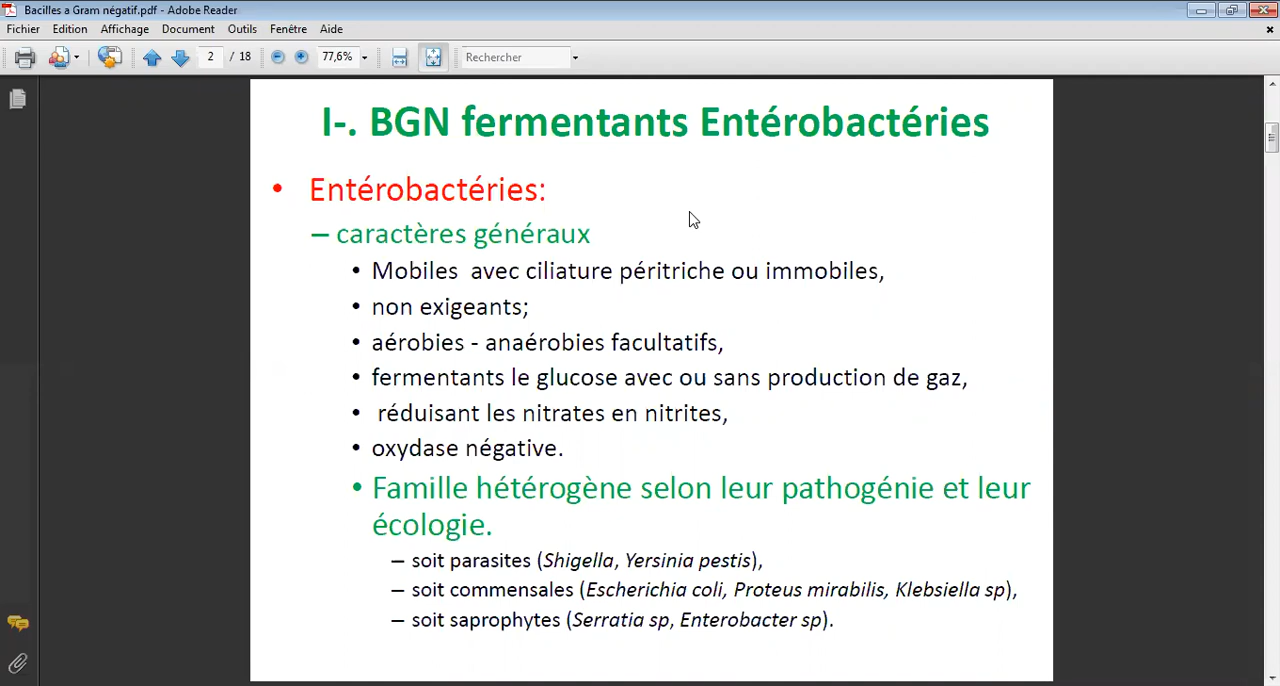 Bacilles a Gram négatif.pdf - Adobe Reader
Fichier Edition Affichage Document Outils Fenêtre Aide
2 / 18 77,6% Rechercher
I-. BGN fermentants Entérobactéries
• Entérobactéries:
– caractères généraux
• Mobiles avec ciliature péritriche ou immobiles,
• non exigeants;
• aérobies - anaérobies facultatifs,
• fermentants le glucose avec ou sans production de gaz,
• réduisant les nitrates en nitrites,
• oxydase négative.
• Famille hétérogène selon leur pathogénie et leur
écologie.
– soit parasites (Shigella, Yersinia pestis),
– soit commensales (Escherichia coli, Proteus mirabilis, Klebsiella sp),
– soit saprophytes (Serratia sp, Enterobacter sp).